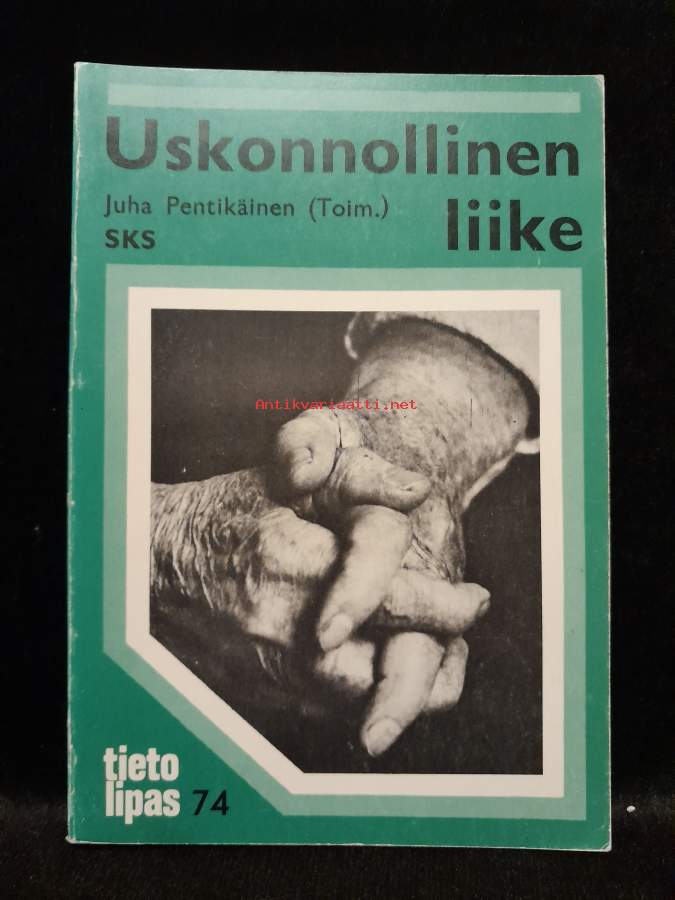 Uskonnollinen
liike
Juha Pentikäinen (Toim.)
SKS
Antikvariaatti.net
tieto
lipas 74